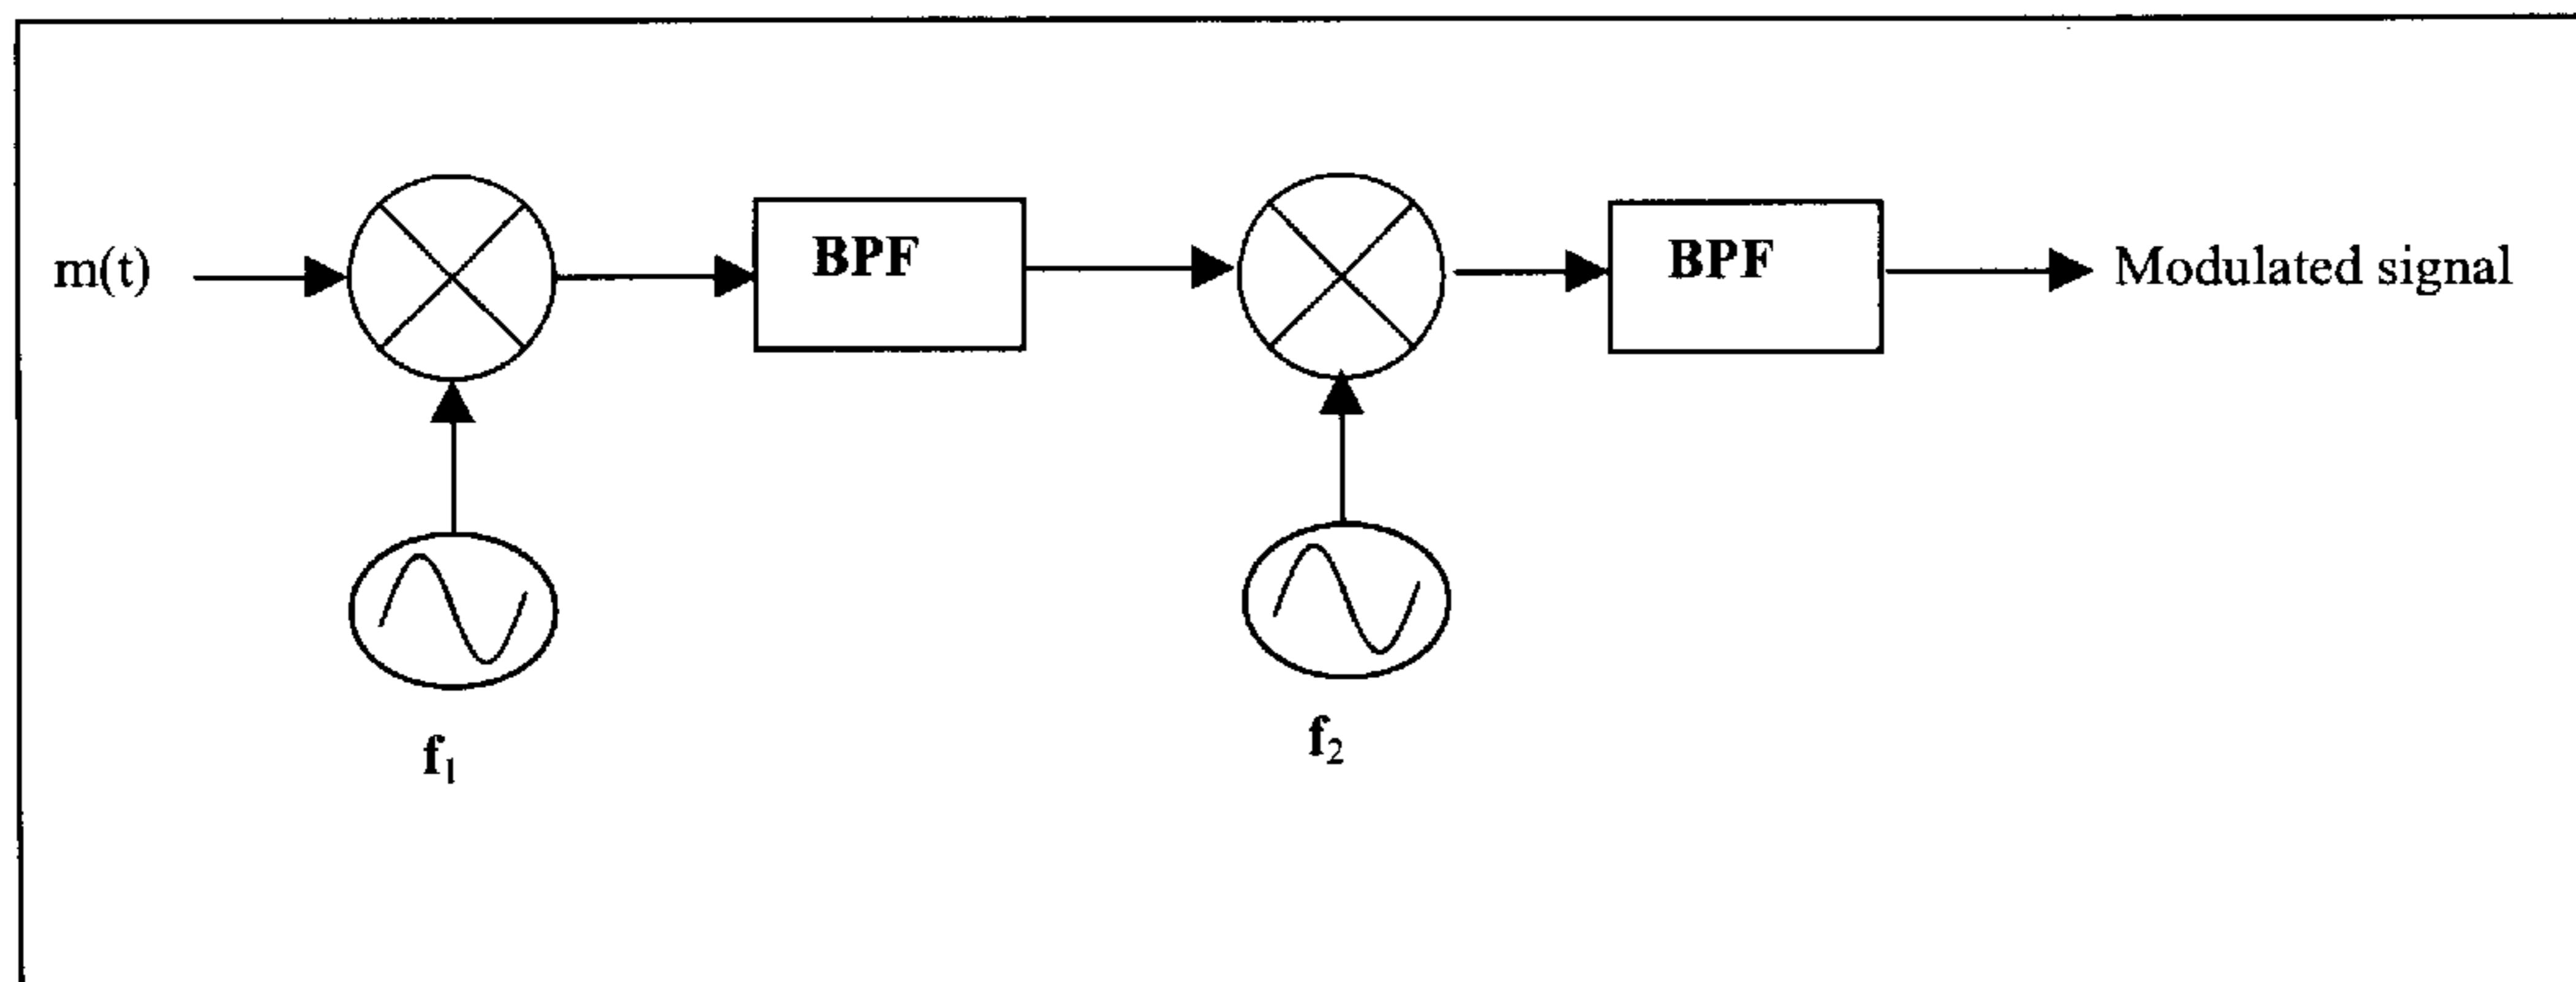 m(t)
BPF
BPF
Modulated signal
f₁
f₂